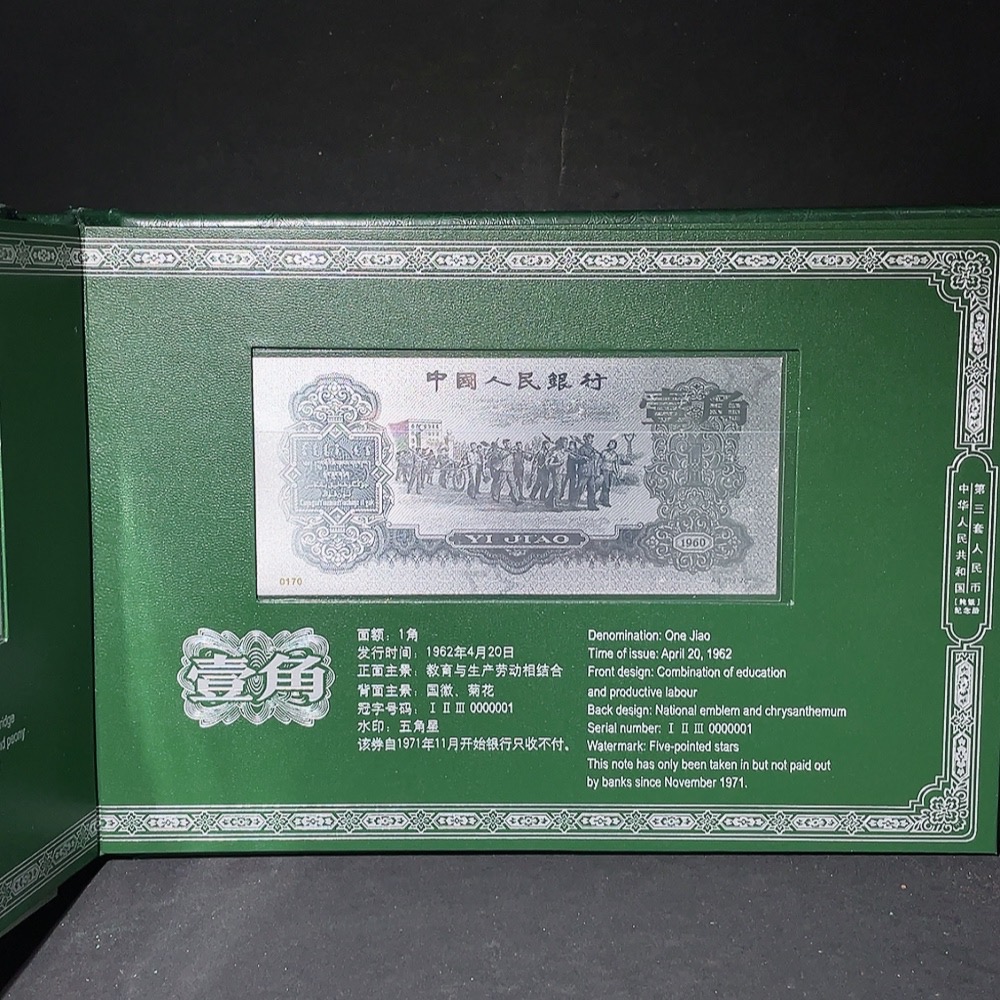 中國人民銀行
壹角
YI JIAO
1960
0170
壹角
面额：1角
发行时间：1962年4月20日
正面主景：教育与生产劳动相结合
背面主景：国徽、菊花
冠字号码：ⅠⅡⅢ 0000001
水印：五角星
该券自1971年11月开始银行只收不付。
Denomination: One Jiao
Time of issue: April 20, 1962
Front design: Combination of education
and productive labour
Back design: National emblem and chrysanthemum
Serial number: ⅠⅡⅢ 0000001
Watermark: Five-pointed stars
This note has only been taken in but not paid out
by banks since November 1971.
第三套人民币
中华人民共和国
【纯银】
纪念册